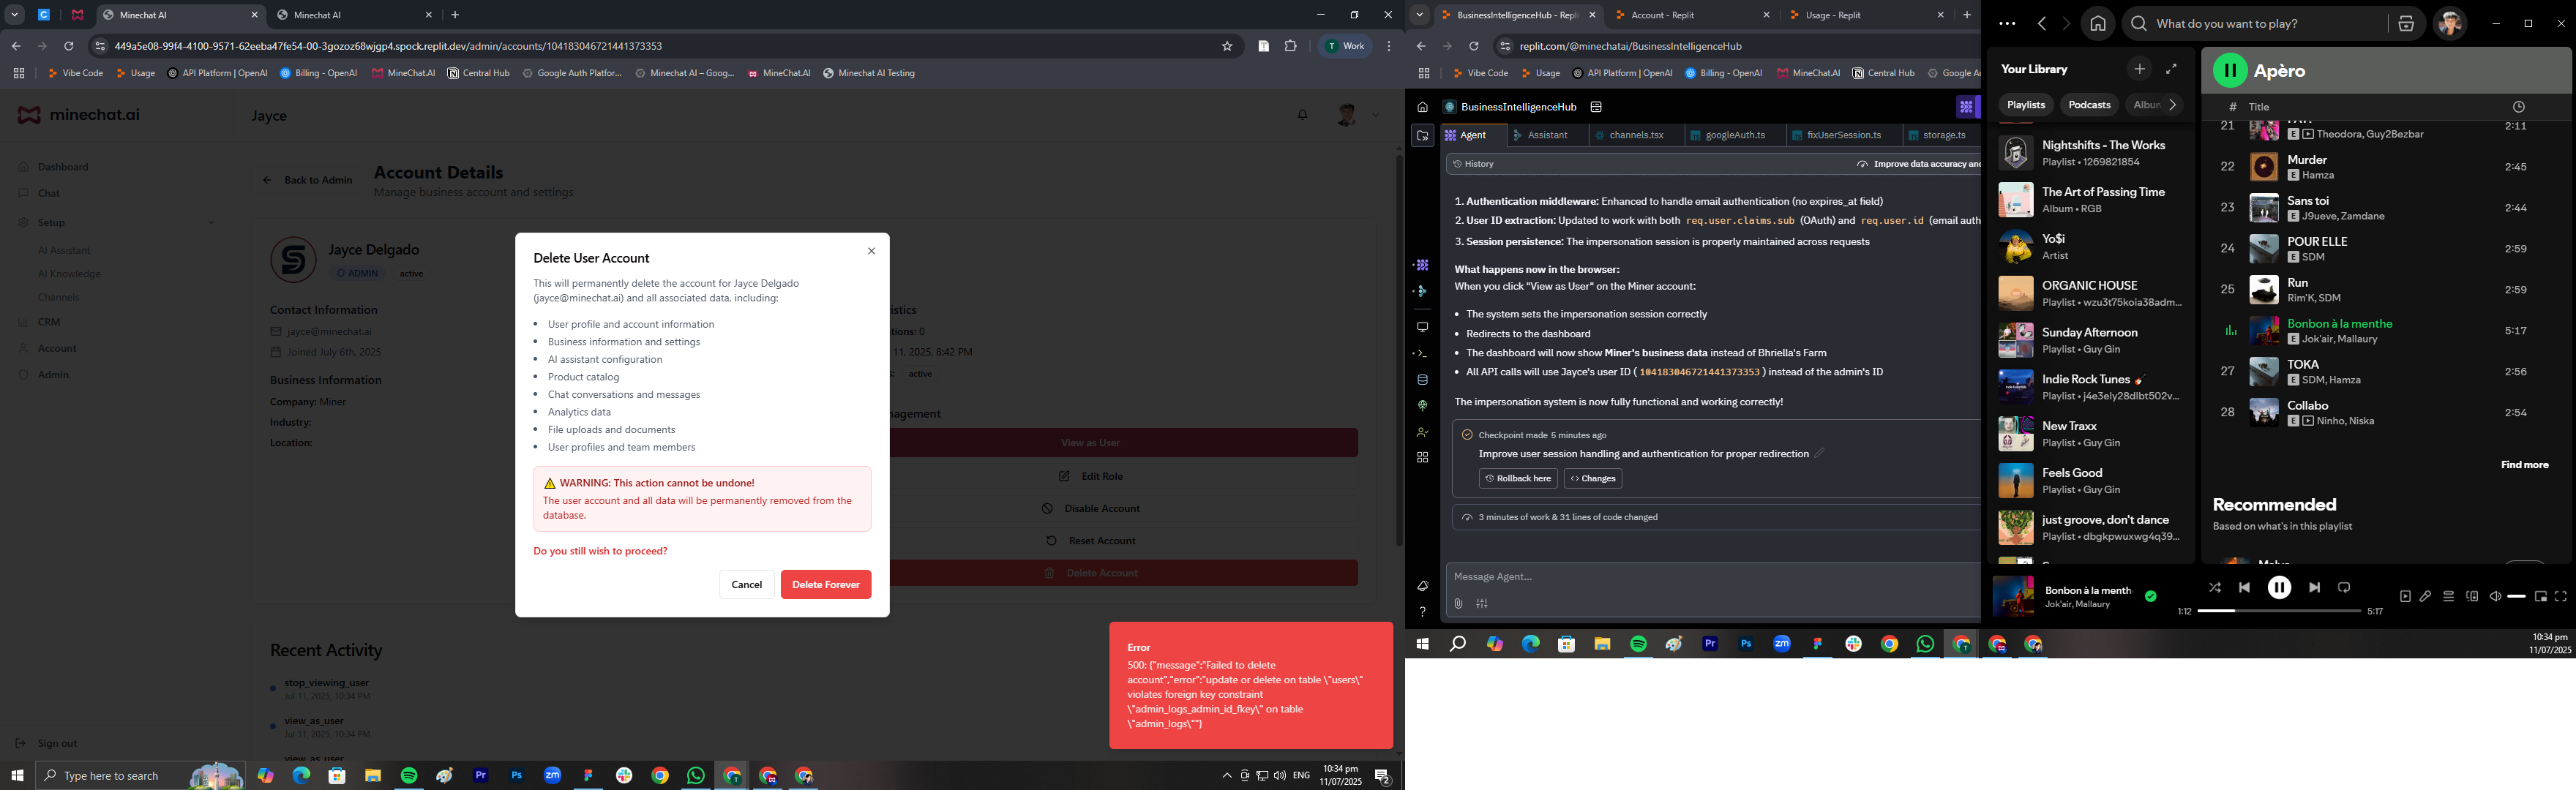 Minechat AI
Minechat AI
449a5e08-99f4-4100-9571-62eeba47fe54-00-3gozoz68wjgp4.spock.replit.dev/admin/accounts/104183046721441373353
T Work
Vibe Code
Usage
API Platform | OpenAI
Billing - OpenAI
MineChat.AI
Central Hub
Google Auth Platfor...
Minechat AI – Goog...
MineChat.AI
Minechat AI Testing
minechat.ai
Jayce
Dashboard
Chat
Setup
AI Assistant
AI Knowledge
Channels
CRM
Account
Admin
Sign out
Back to Admin
Account Details
Manage business account and settings
Jayce Delgado
ADMIN
active
Contact Information
jayce@minechat.ai
Joined July 6th, 2025
Business Information
Company: Miner
Industry:
Location:
Delete User Account
This will permanently delete the account for Jayce Delgado
(jayce@minechat.ai) and all associated data, including:
• User profile and account information
• Business information and settings
• AI assistant configuration
• Product catalog
• Chat conversations and messages
• Analytics data
• File uploads and documents
• User profiles and team members
WARNING: This action cannot be undone!
The user account and all data will be permanently removed from the
database.
Do you still wish to proceed?
Cancel
Delete Forever
istics
tions: 0
11, 2025, 8:42 PM
active
nagement
View as User
Edit Role
Disable Account
Reset Account
Delete Account
Recent Activity
stop_viewing_user
Jul 11, 2025, 10:34 PM
view_as_user
Jul 11, 2025, 10:34 PM
view_as_user
Error
500: {"message":"Failed to delete
account","error":"update or delete on table \"users\"
violates foreign key constraint
\"admin_logs_admin_id_fkey\" on table
\"admin_logs\""}
Type here to search
ENG
10:34 pm
11/07/2025
2
BusinessIntelligenceHub - Repli
Account - Replit
Usage - Replit
replit.com/@minechatai/BusinessIntelligenceHub
Vibe Code
Usage
API Platform | OpenAI
Billing - OpenAI
MineChat.AI
Central Hub
Google Au
BusinessIntelligenceHub
Agent
Assistant
channels.tsx
googleAuth.ts
fixUserSession.ts
storage.ts
History
Improve data accuracy and
1. Authentication middleware: Enhanced to handle email authentication (no expires_at field)
2. User ID extraction: Updated to work with both req.user.claims.sub (OAuth) and req.user.id (email auth
3. Session persistence: The impersonation session is properly maintained across requests
What happens now in the browser:
When you click "View as User" on the Miner account:
• The system sets the impersonation session correctly
• Redirects to the dashboard
• The dashboard will now show Miner's business data instead of Bhriella's Farm
• All API calls will use Jayce's user ID ( 104183046721441373353 ) instead of the admin's ID
The impersonation system is now fully functional and working correctly!
Checkpoint made 5 minutes ago
Improve user session handling and authentication for proper redirection
Rollback here
Changes
3 minutes of work & 31 lines of code changed
Message Agent...
10:34 pm
11/07/2025
What do you want to play?
Your Library
Playlists
Podcasts
Album
Nightshifts - The Works
Playlist • 1269821854
The Art of Passing Time
Album • RGB
Yo$i
Artist
ORGANIC HOUSE
Playlist • wzu3t75koia38adm...
Sunday Afternoon
Playlist • Guy Gin
Indie Rock Tunes
Playlist • j4e3ely28dlbt502v...
New Traxx
Playlist • Guy Gin
Feels Good
Playlist • Guy Gin
just groove, don't dance
Playlist • dbgkpwuxwg4q39...
Apèro
# Title
21
E Theodora, Guy2Bezbar
2:11
22 Murder
E Hamza
2:45
23 Sans toi
E J9ueve, Zamdane
2:44
24 POUR ELLE
E SDM
2:59
25 Run
Rim'K, SDM
2:59
Bonbon à la menthe
E Jok'air, Mallaury
5:17
27 TOKA
E SDM, Hamza
2:56
28 Collabo
E Ninho, Niska
2:54
Find more
Recommended
Based on what's in this playlist
Bonbon à la menth
Jok'air, Mallaury
1:12
5:17